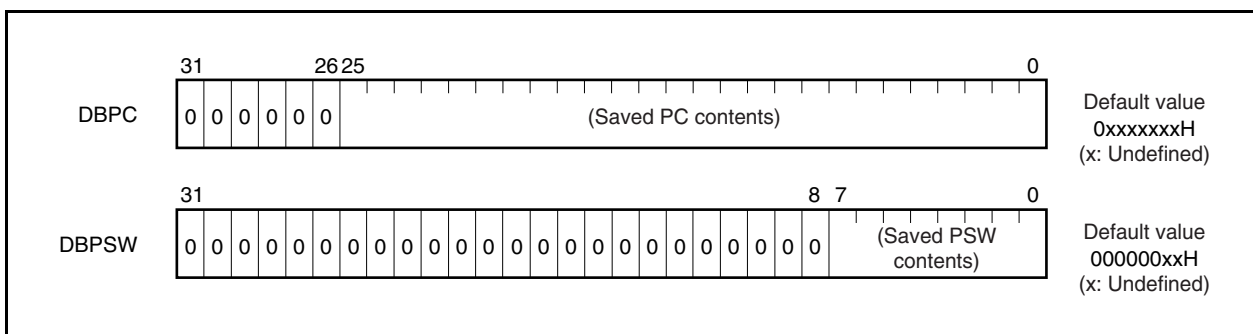 31 26 25 0
DBPC 0 0 0 0 0 0 (Saved PC contents) Default value
0xxxxxxxH
(x: Undefined)
31 8 7 0
DBPSW 0 0 0 0 0 0 0 0 0 0 0 0 0 0 0 0 0 0 0 0 0 0 0 0 (Saved PSW
contents) Default value
000000xxH
(x: Undefined)